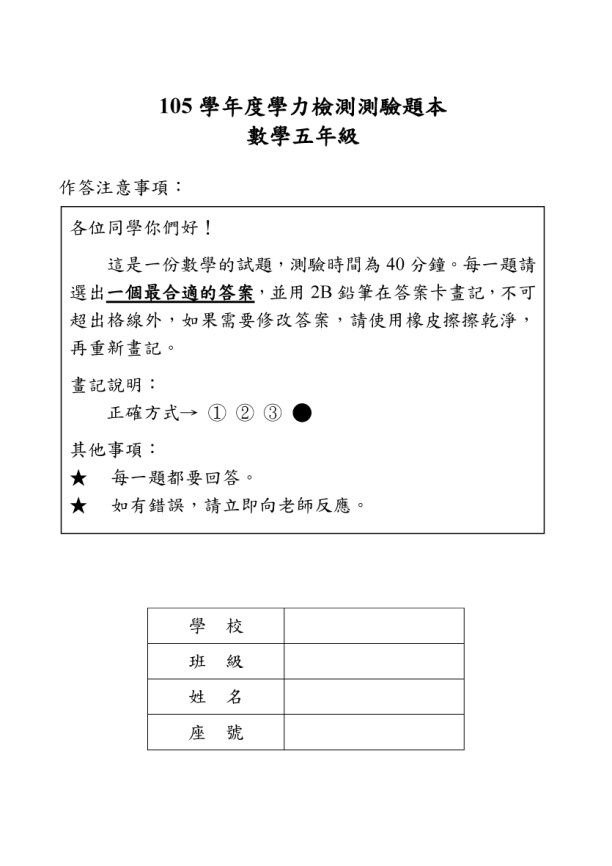 105 學年度學力檢測測驗題本
數學五年級
作答注意事項：
各位同學你們好！
這是一份數學的試題，測驗時間為 40 分鐘。每一題請
選出一個最合適的答案，並用 2B 鉛筆在答案卡畫記，不可
超出格線外，如果需要修改答案，請使用橡皮擦擦乾淨，
再重新畫記。
畫記說明：
正確方式→ ① ② ③ ●
其他事項：
★ 每一題都要回答。
★ 如有錯誤，請立即向老師反應。
學 校
班 級
姓 名
座 號